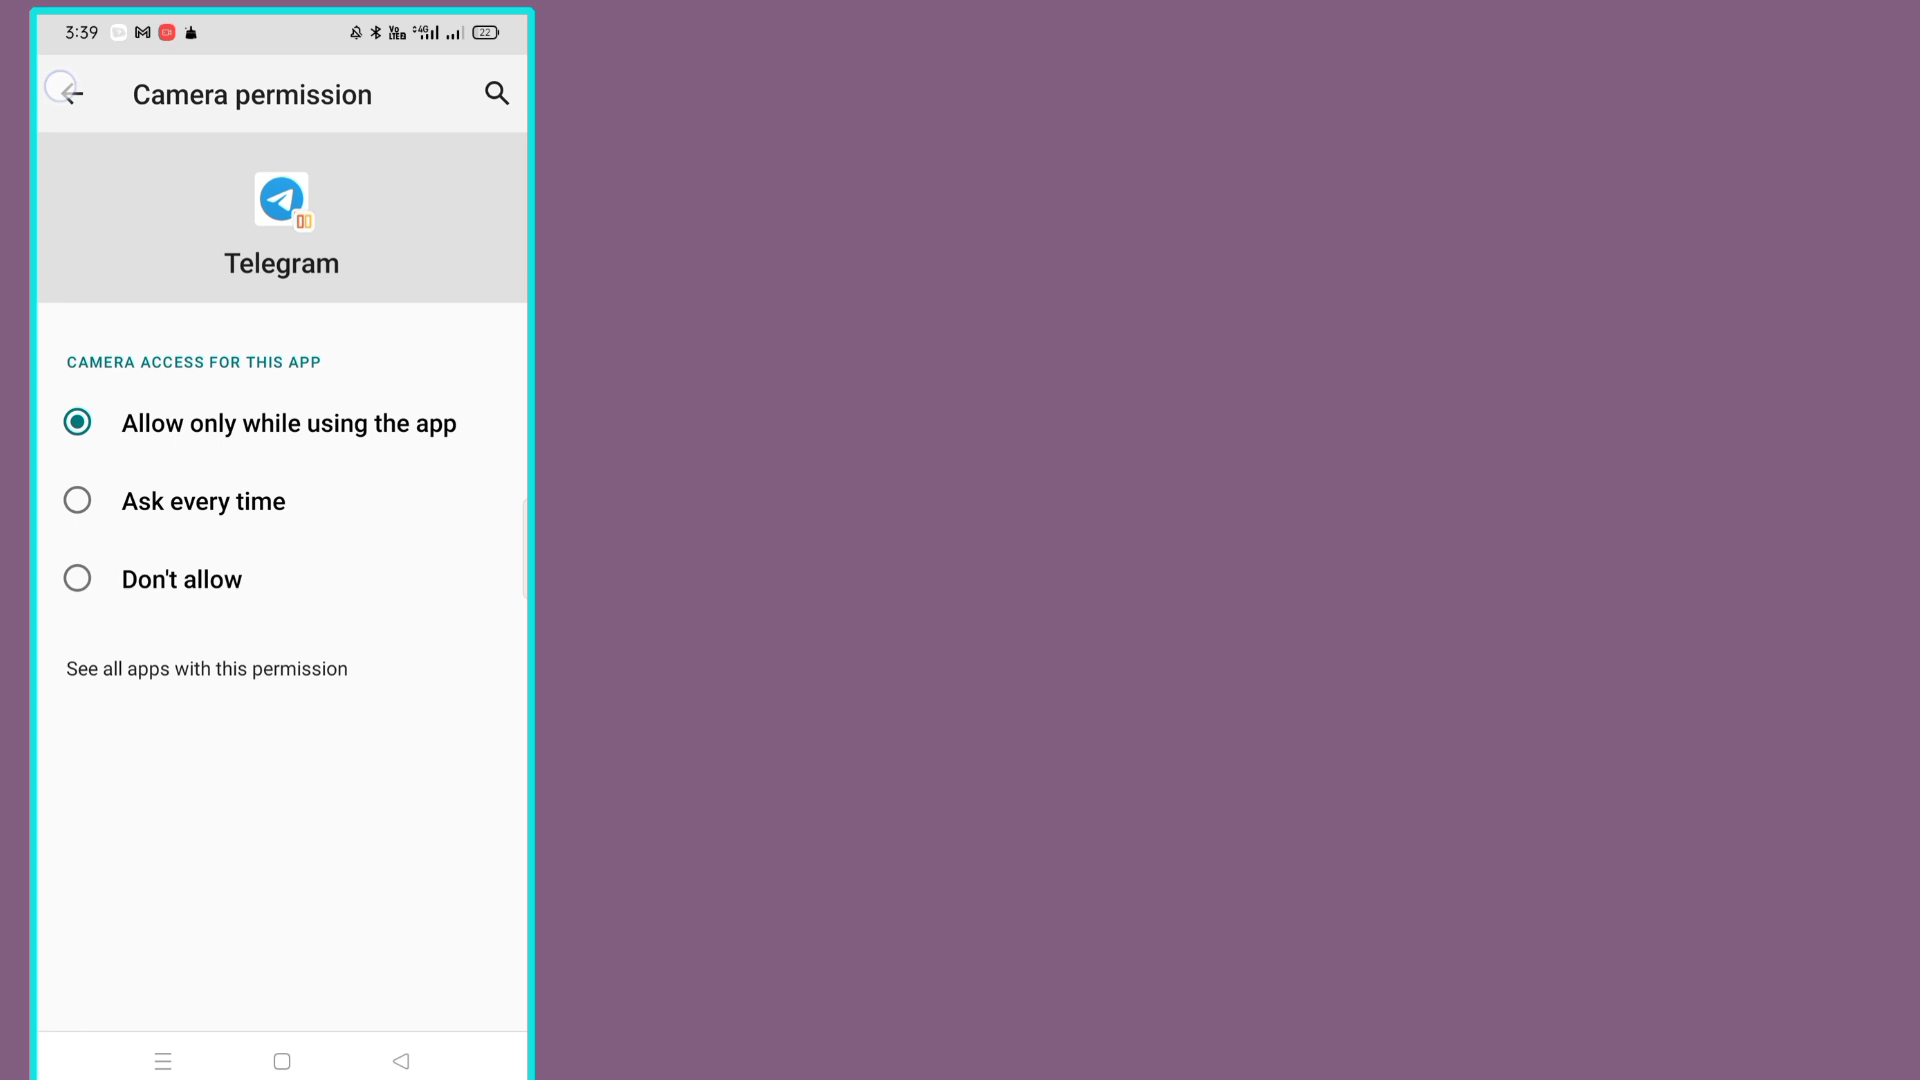 3:39 22
Camera permission
Telegram
CAMERA ACCESS FOR THIS APP
Allow only while using the app
Ask every time
Don't allow
See all apps with this permission